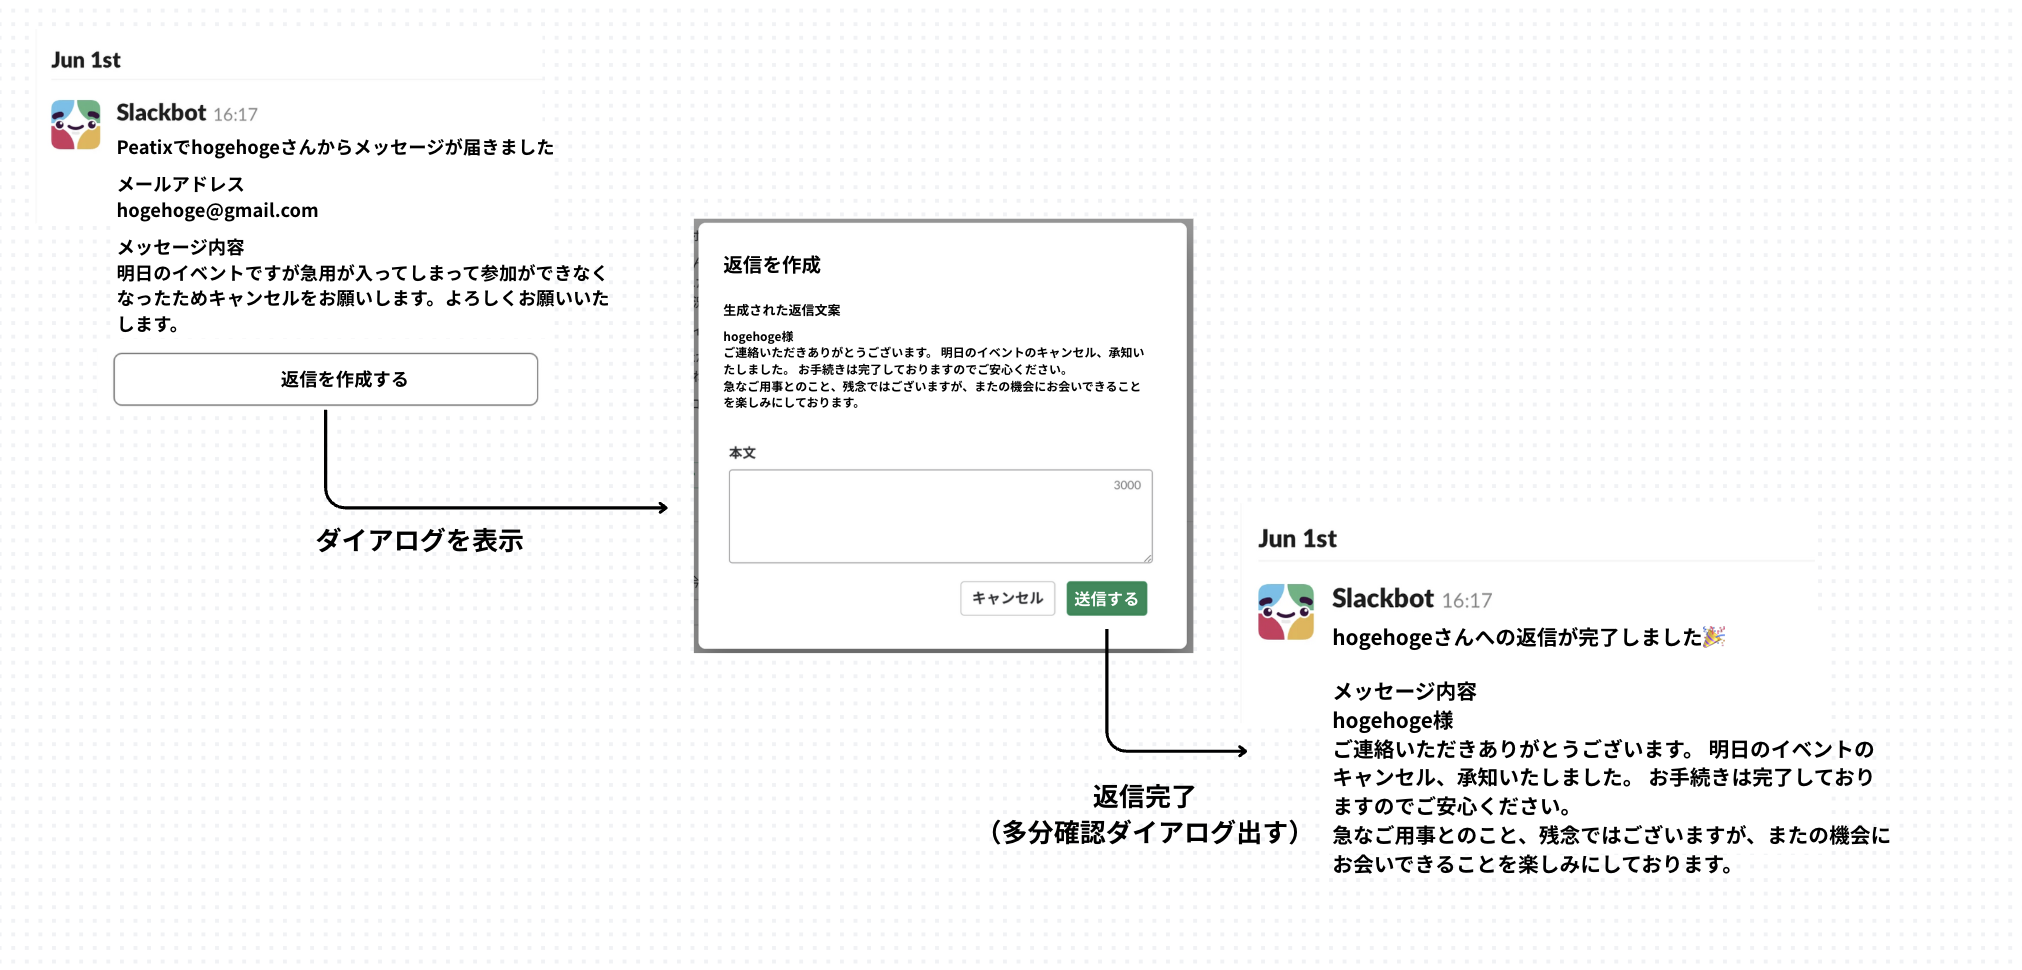 Jun 1st
Slackbot 16:17
Peatixでhogehogeさんからメッセージが届きました
メールアドレス
hogehoge@gmail.com
メッセージ内容
明日のイベントですが急用が入ってしまって参加ができなく
なったためキャンセルをお願いします。よろしくお願いいた
します。
返信を作成する
ダイアログを表示
返信を作成
生成された返信文案
hogehoge様
ご連絡いただきありがとうございます。 明日のイベントのキャンセル、承知い
たしました。 お手続きは完了しておりますのでご安心ください。
急なご用事とのこと、残念ではございますが、またの機会にお会いできること
を楽しみにしております。
本文
3000
キャンセル
送信する
返信完了
（多分確認ダイアログ出す）
Jun 1st
Slackbot 16:17
hogehogeさんへの返信が完了しました🎉
メッセージ内容
hogehoge様
ご連絡いただきありがとうございます。 明日のイベントの
キャンセル、承知いたしました。 お手続きは完了しており
ますのでご安心ください。
急なご用事とのこと、残念ではございますが、またの機会に
お会いできることを楽しみにしております。